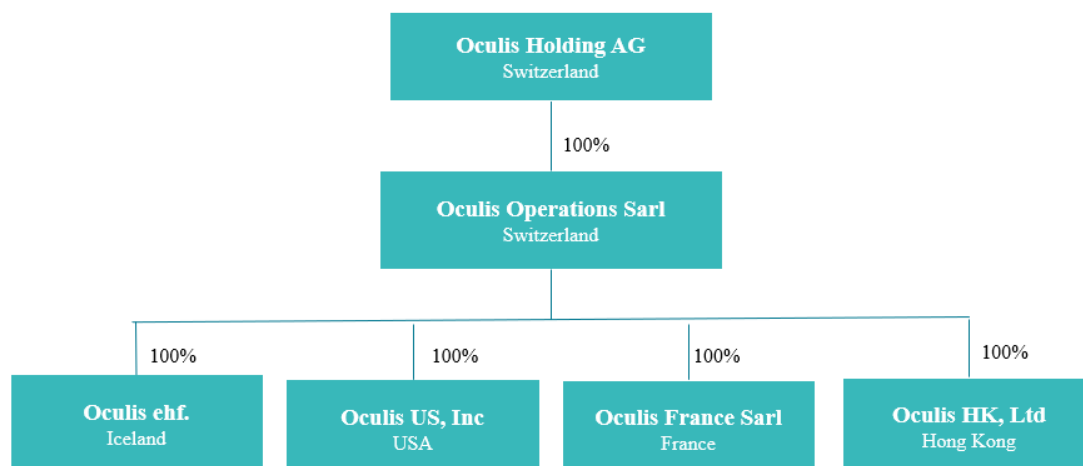 Oculis Holding AG
Switzerland
100%
Oculis Operations Sarl
Switzerland
100%
100%
100%
100%
Oculis ehf.
Iceland
Oculis US, Inc
USA
Oculis France Sarl
France
Oculis HK, Ltd
Hong Kong